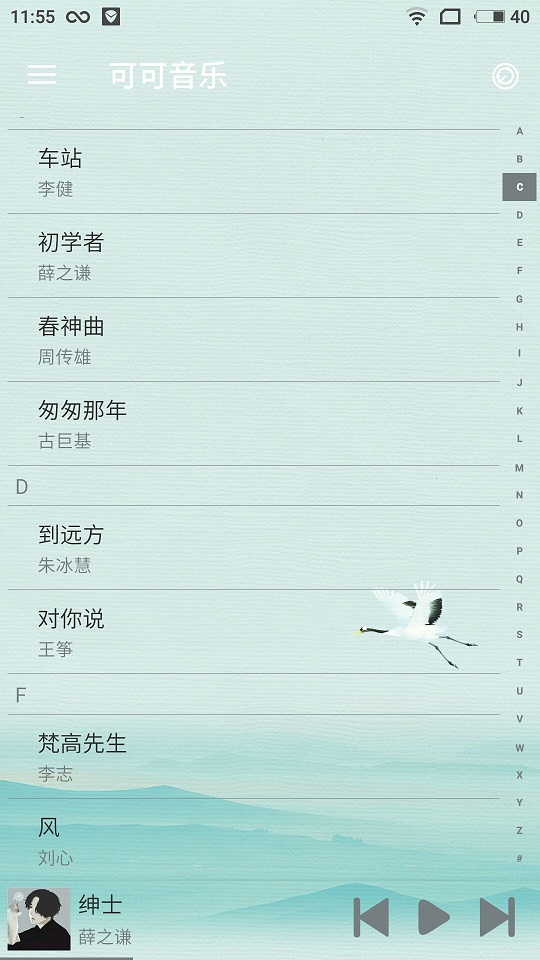 11:55 40
可可音乐
车站
李健
初学者
薛之谦
春神曲
周传雄
匆匆那年
古巨基
D
到远方
朱冰慧
对你说
王筝
F
梵高先生
李志
风
刘心
绅士
薛之谦
A
B
C
D
E
F
G
H
I
J
K
L
M
N
O
P
Q
R
S
T
U
V
W
X
Y
Z
#